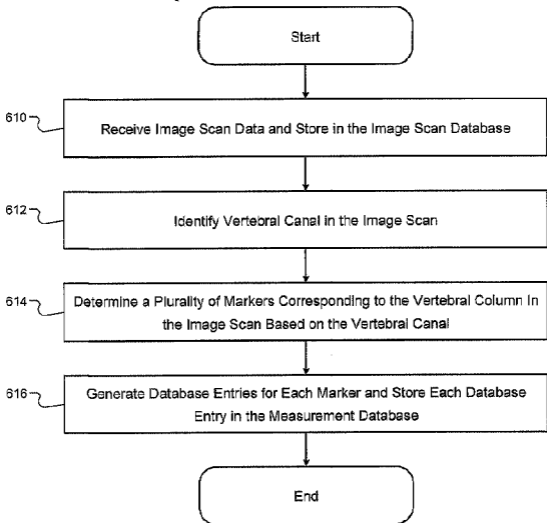 Start
610
Receive Image Scan Data and Store in the Image Scan Database
612
Identify Vertebral Canal in the Image Scan
614
Determine a Plurality of Markers Corresponding to the Vertebral Column In
the Image Scan Based on the Vertebral Canal
616
Generate Database Entries for Each Marker and Store Each Database
Entry in the Measurement Database
End